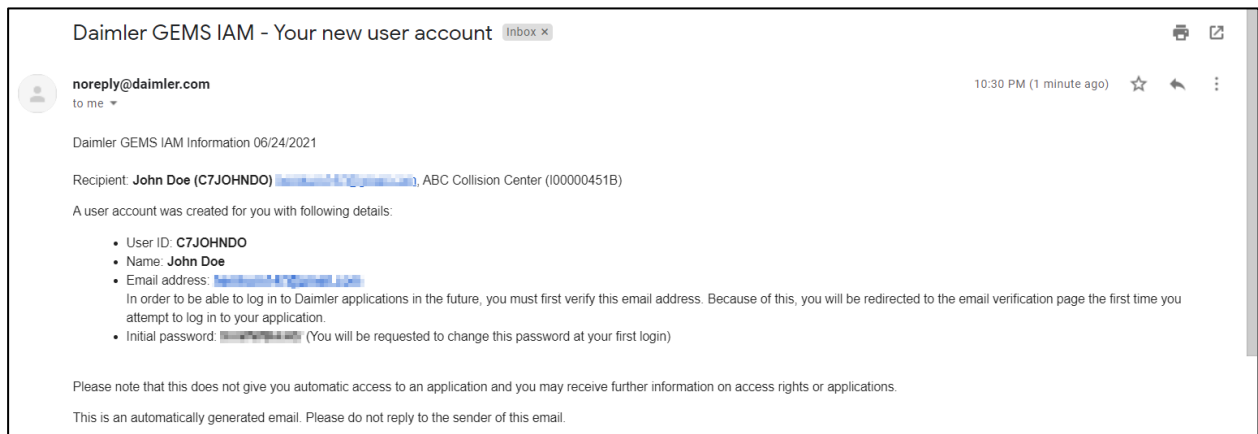 Daimler GEMS IAM - Your new user account Inbox ×
noreply@daimler.com 10:30 PM (1 minute ago)
to me
Daimler GEMS IAM Information 06/24/2021
Recipient: John Doe (C7JOHNDO) , ABC Collision Center (I00000451B)
A user account was created for you with following details:
• User ID: C7JOHNDO
• Name: John Doe
• Email address:
In order to be able to log in to Daimler applications in the future, you must first verify this email address. Because of this, you will be redirected to the email verification page the first time you
attempt to log in to your application.
• Initial password: (You will be requested to change this password at your first login)
Please note that this does not give you automatic access to an application and you may receive further information on access rights or applications.
This is an automatically generated email. Please do not reply to the sender of this email.